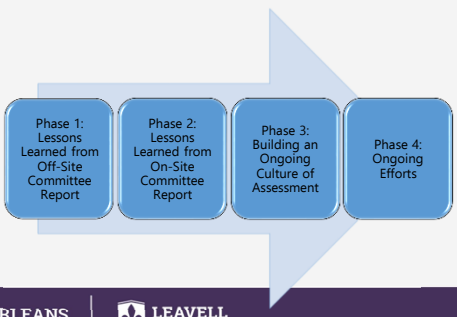 Phase 1:
Lessons
Learned from
Off-Site
Committee
Report
Phase 2:
Lessons
Learned from
On-Site
Committee
Report
Phase 3:
Building an
Ongoing
Culture of
Assessment
Phase 4:
Ongoing
Efforts
LEAVELL